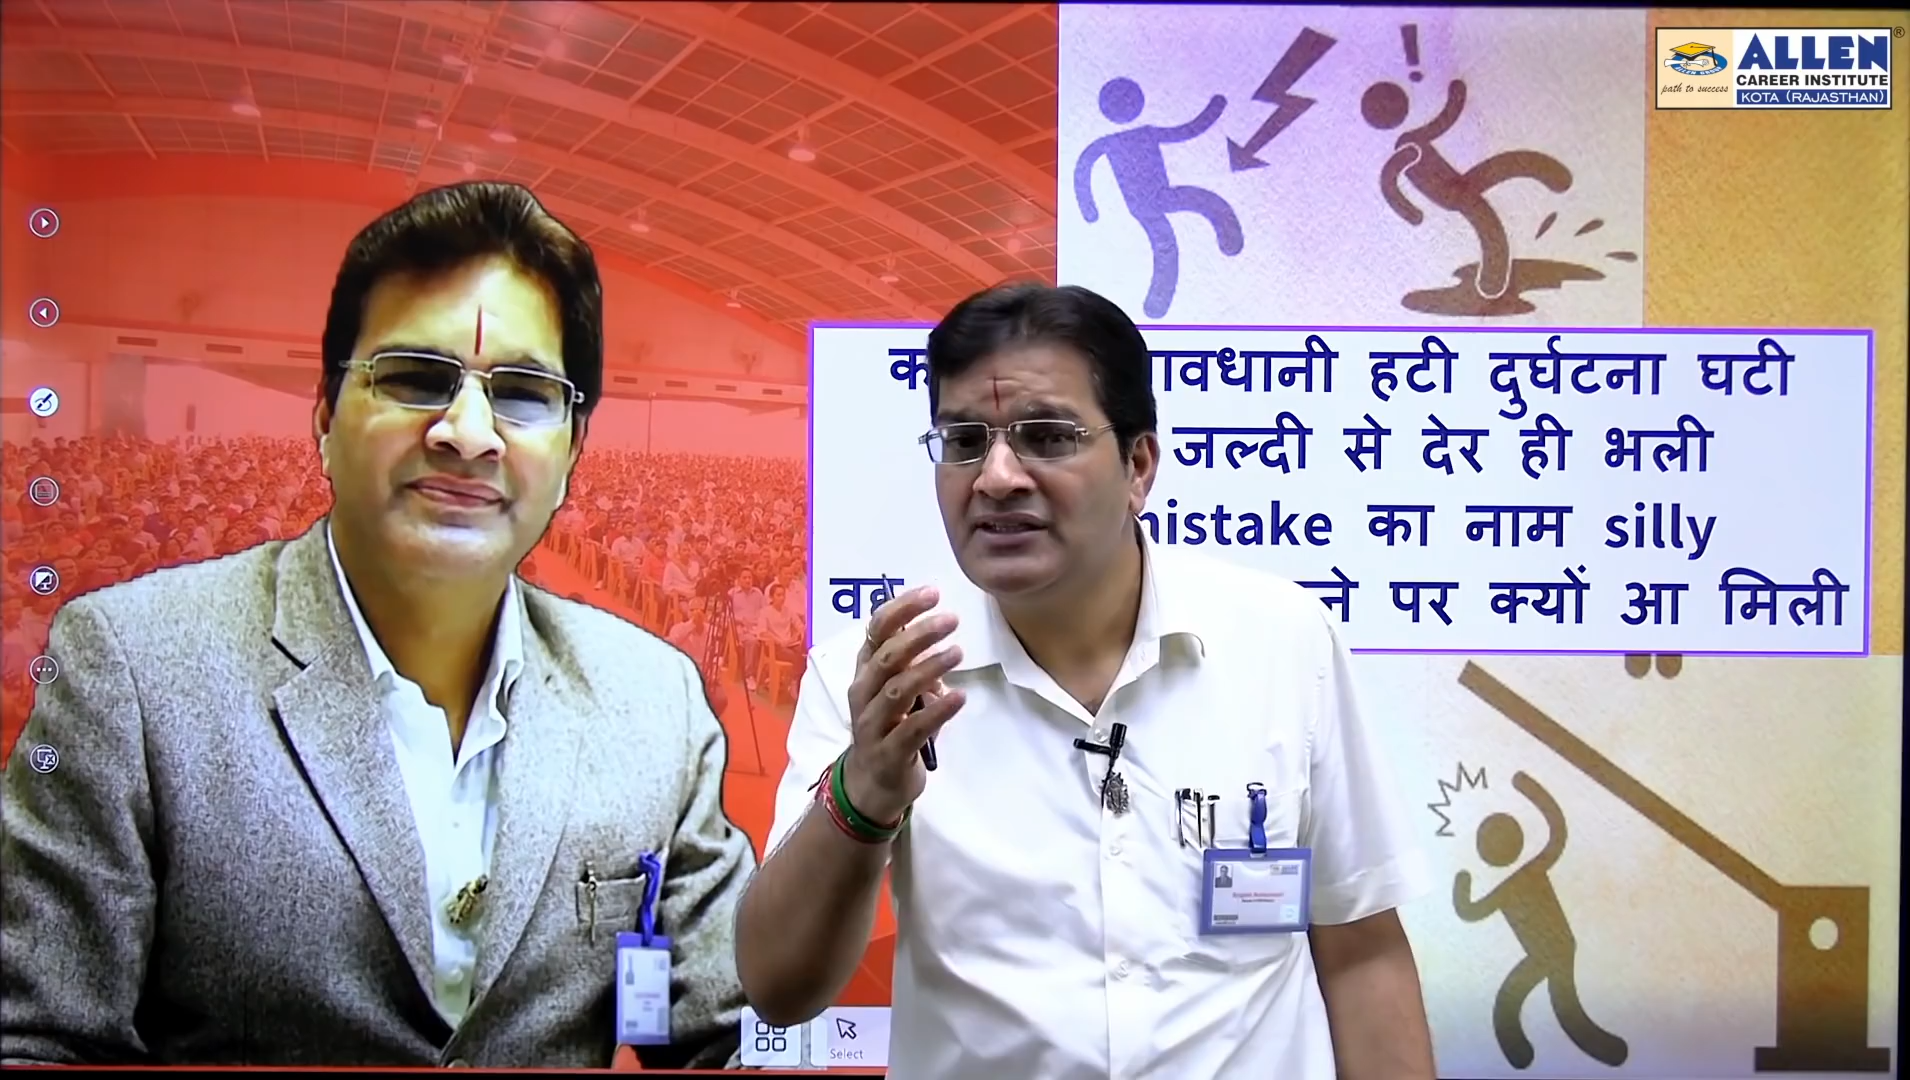 ALLEN
CAREER INSTITUTE
KOTA (RAJASTHAN)
path to success
®
सावधानी हटी दुर्घटना घटी
जल्दी से देर ही भली
mistake का नाम silly
पर क्यों आ मिली
Select